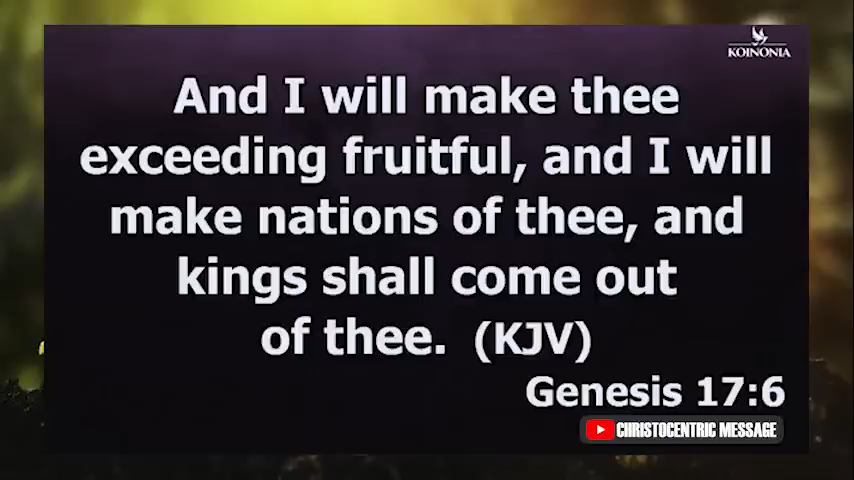 KOINONIA
And I will make thee
exceeding fruitful, and I will
make nations of thee, and
kings shall come out
of thee. (KJV)
Genesis 17:6
CHRISTOCENTRIC MESSAGE